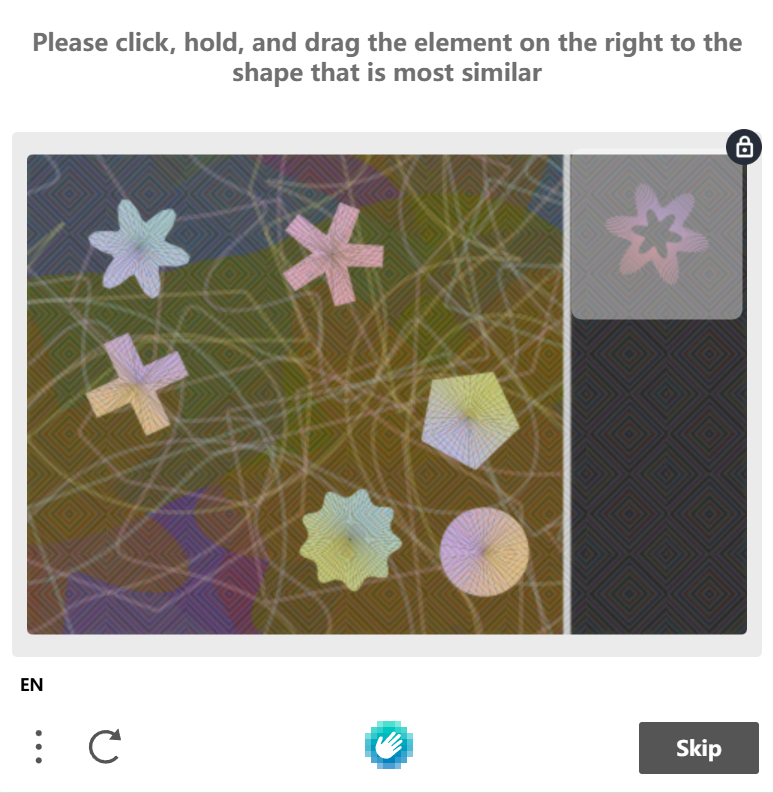 Please click, hold, and drag the element on the right to the
shape that is most similar
EN
Skip